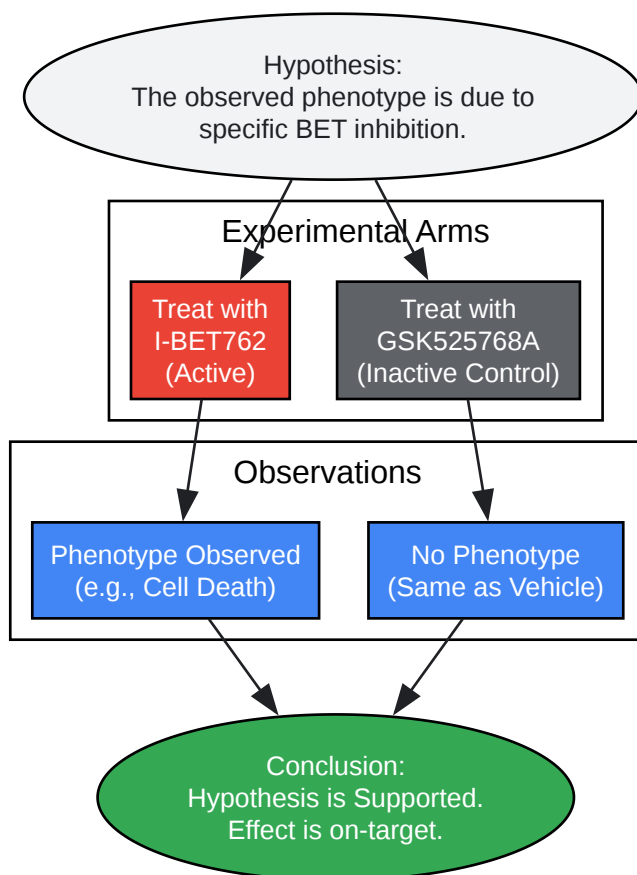 Hypothesis:
The observed phenotype is due to
specific BET inhibition.
Experimental Arms
Treat with
I-BET762
(Active)
Treat with
GSK525768A
(Inactive Control)
Observations
Phenotype Observed
(e.g., Cell Death)
No Phenotype
(Same as Vehicle)
Conclusion:
Hypothesis is Supported.
Effect is on-target.